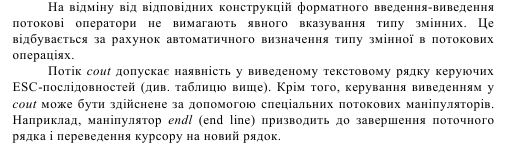 На відміну від відповідних конструкцій форматного введення-виведення
потокові оператори не вимагають явного вказування типу змінних. Це
відбувається за рахунок автоматичного визначення типу змінної в потокових
операціях.
Потік cout допускає наявність у виведеному текстовому рядку керуючих
ESC-послідовностей (див. таблицю вище). Крім того, керування виведенням у
cout може бути здійснене за допомогою спеціальних потокових маніпуляторів.
Наприклад, маніпулятор endl (end line) призводить до завершення поточного
рядка і переведення курсору на новий рядок.